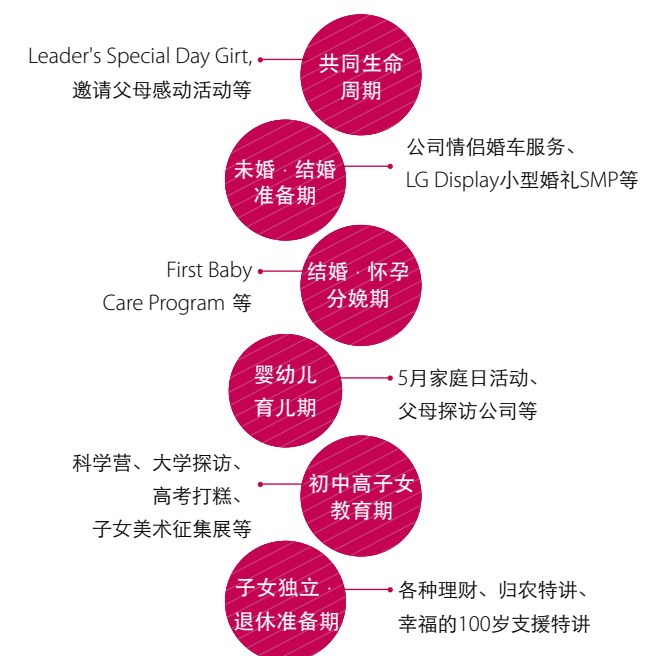 Leader's Special Day Girt,
邀请父母感动活动等
共同生命
周期
未婚 · 结婚
准备期
公司情侣婚车服务、
LG Display小型婚礼SMP等
First Baby
Care Program 等
结婚 · 怀孕
分娩期
婴幼儿
育儿期
5月家庭日活动、
父母探访公司等
科学营、大学探访、
高考打糕、
子女美术征集展等
初中高子女
教育期
子女独立 ·
退休准备期
各种理财、归农特讲、
幸福的100岁支援特讲